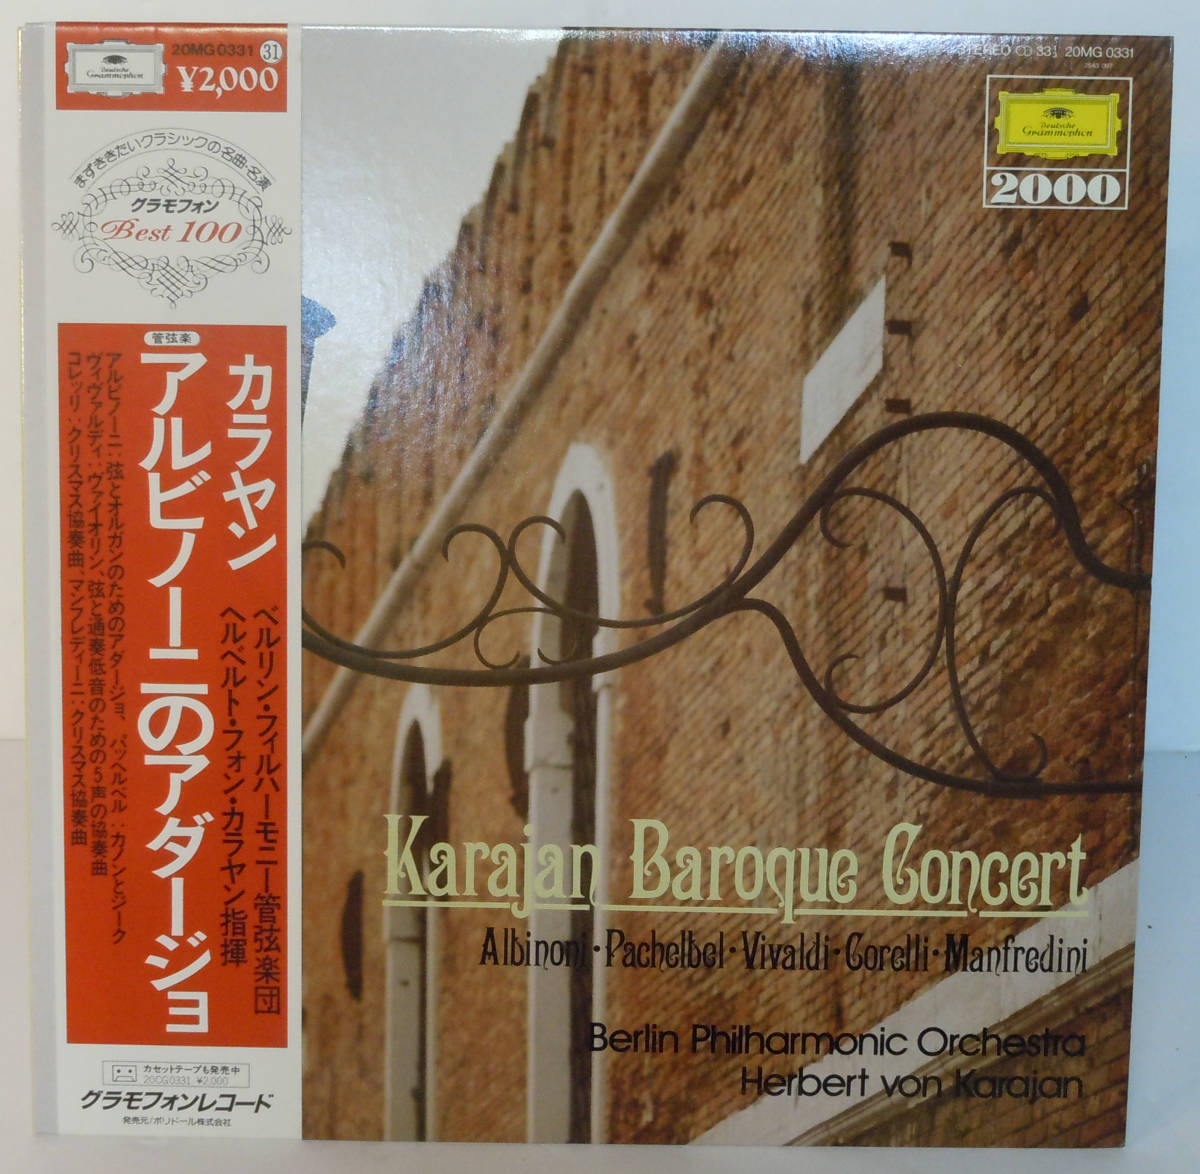 20MG 0331 ㉛
Deutsche
Grammophon
¥2,000
まずききたいクラシックの名曲・名演
グラモフォン
Best 100
管弦楽
カラヤン
アルビノーニのアダージョ
ベルリン・フィルハーモニー管弦楽団
ヘルベルト・フォン・カラヤン指揮
アルビノーニ:弦とオルガンのためのアダージョ、パッヘルベル:カノンとジーク
ヴィヴァルディ:ヴァイオリン、弦と通奏低音のための5声の協奏曲
コレッリ:クリスマス協奏曲、マンフレディーニ:クリスマス協奏曲
カセットテープも発売中
20CG0331 ¥2,000
グラモフォンレコード
発売元/ポリドール株式会社
STEREO 33⅓ 20MG 0331
2543 097
Deutsche
Grammophon
2000
Karajan Baroque Concert
Albinoni・Pachelbel・Vivaldi・Corelli・Manfredini
Berlin Philharmonic Orchestra
Herbert von Karajan